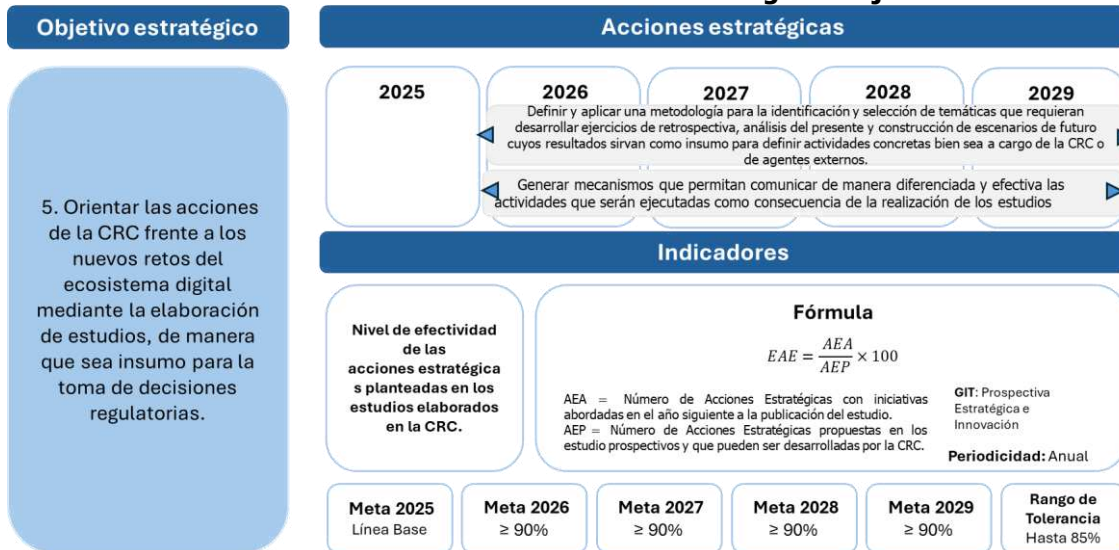 Objetivo estratégico
5. Orientar las acciones
de la CRC frente a los
nuevos retos del
ecosistema digital
mediante la elaboración
de estudios, de manera
que sea insumo para la
toma de decisiones
regulatorias.
Acciones estratégicas
2025 2026 2027 2028 2029
Definir y aplicar una metodología para la identificación y selección de temáticas que requieran
desarrollar ejercicios de retrospectiva, análisis del presente y construcción de escenarios de futuro
cuyos resultados sirvan como insumo para definir actividades concretas bien sea a cargo de la CRC o
de agentes externos.
Generar mecanismos que permitan comunicar de manera diferenciada y efectiva las
actividades que serán ejecutadas como consecuencia de la realización de los estudios
Indicadores
Nivel de efectividad
de las
acciones estratégica
s planteadas en los
estudios elaborados
en la CRC.
Fórmula
EAE = AEA / AEP × 100
AEA = Número de Acciones Estratégicas con iniciativas
abordadas en el año siguiente a la publicación del estudio.
AEP = Número de Acciones Estratégicas propuestas en los
estudio prospectivos y que pueden ser desarrolladas por la CRC.
GIT: Prospectiva
Estratégica e
Innovación
Periodicidad: Anual
Meta 2025
Línea Base
Meta 2026
≥ 90%
Meta 2027
≥ 90%
Meta 2028
≥ 90%
Meta 2029
≥ 90%
Rango de
Tolerancia
Hasta 85%